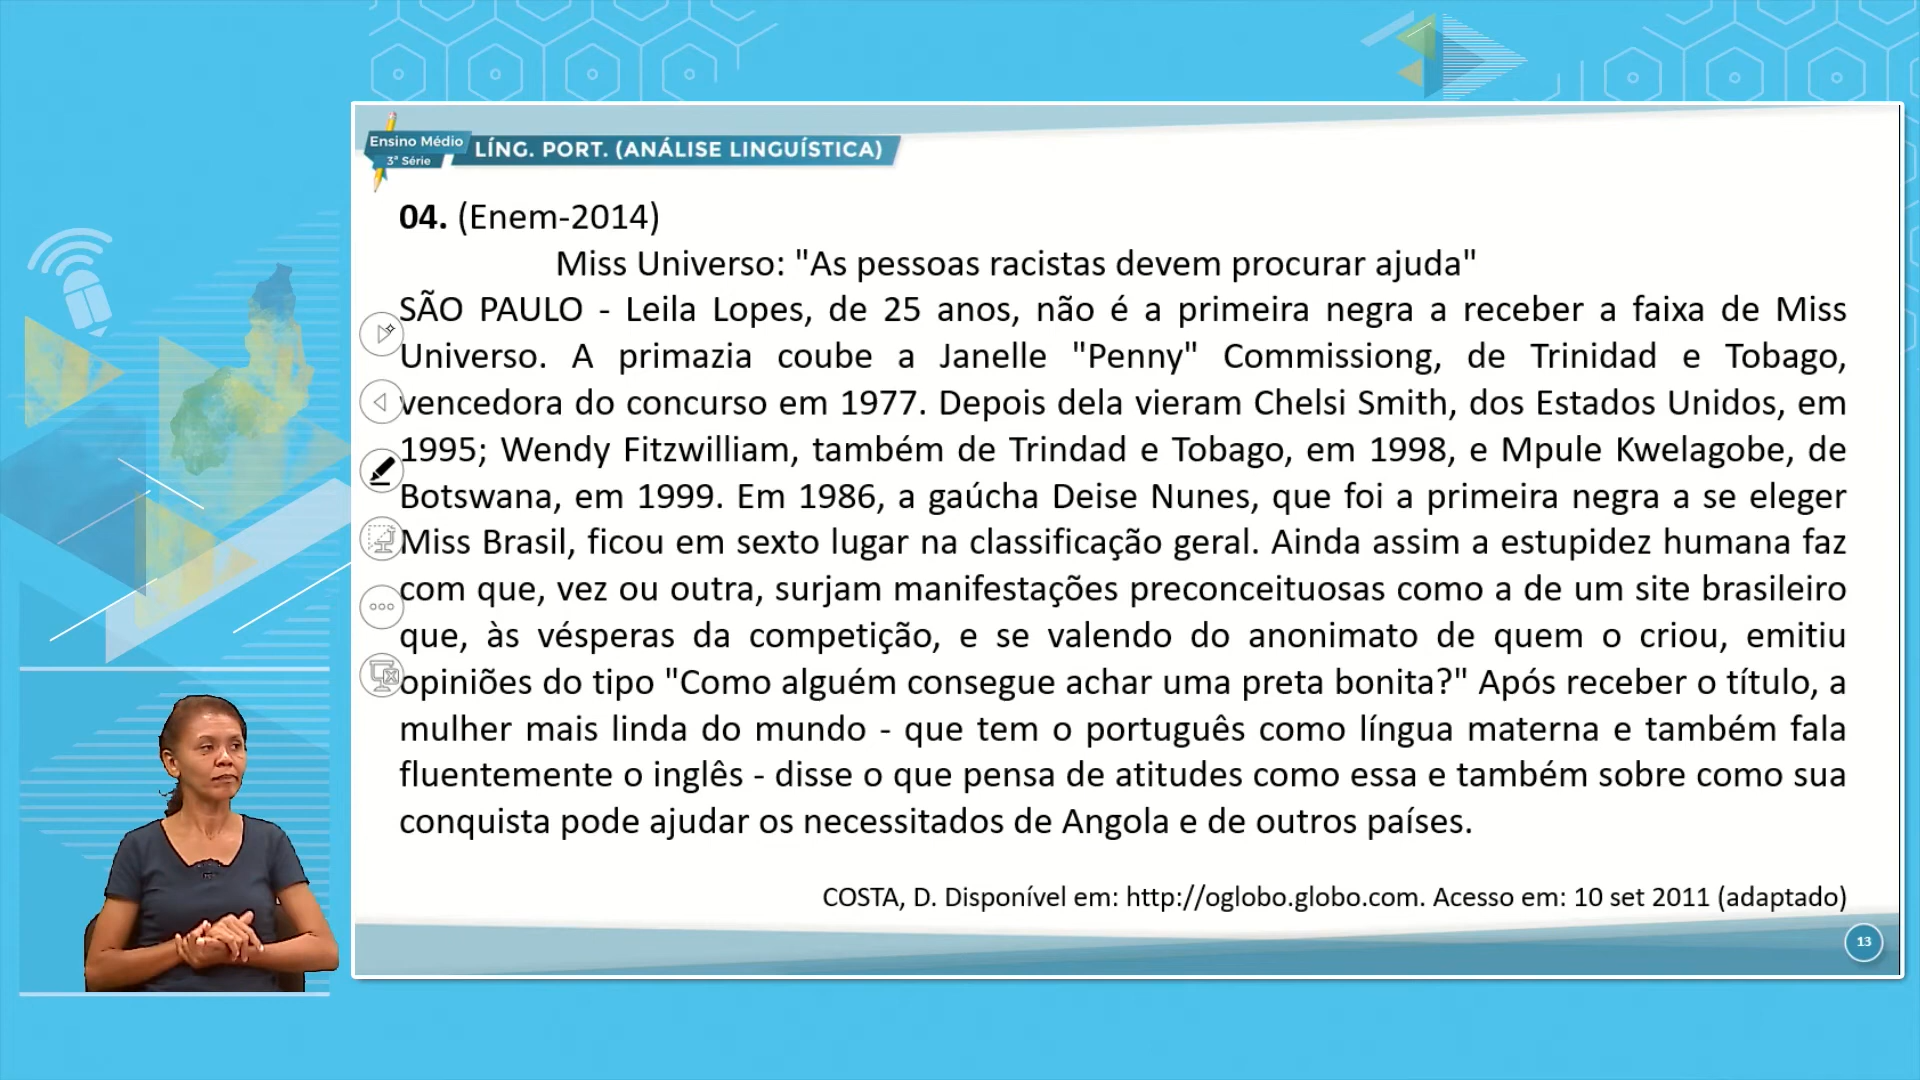 Ensino Médio
3ª Série
LÍNG. PORT. (ANÁLISE LINGUÍSTICA)
04. (Enem-2014)
Miss Universo: "As pessoas racistas devem procurar ajuda"
SÃO PAULO - Leila Lopes, de 25 anos, não é a primeira negra a receber a faixa de Miss
Universo. A primazia coube a Janelle "Penny" Commissiong, de Trinidad e Tobago,
vencedora do concurso em 1977. Depois dela vieram Chelsi Smith, dos Estados Unidos, em
1995; Wendy Fitzwilliam, também de Trindad e Tobago, em 1998, e Mpule Kwelagobe, de
Botswana, em 1999. Em 1986, a gaúcha Deise Nunes, que foi a primeira negra a se eleger
Miss Brasil, ficou em sexto lugar na classificação geral. Ainda assim a estupidez humana faz
com que, vez ou outra, surjam manifestações preconceituosas como a de um site brasileiro
que, às vésperas da competição, e se valendo do anonimato de quem o criou, emitiu
opiniões do tipo "Como alguém consegue achar uma preta bonita?" Após receber o título, a
mulher mais linda do mundo - que tem o português como língua materna e também fala
fluentemente o inglês - disse o que pensa de atitudes como essa e também sobre como sua
conquista pode ajudar os necessitados de Angola e de outros países.
COSTA, D. Disponível em: http://oglobo.globo.com. Acesso em: 10 set 2011 (adaptado)
13